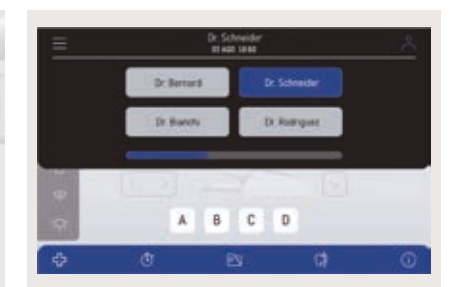 Dr. Schneider
Dr. Bernard
Dr. Schneider
Dr. Bianchi
Dr. Rodriguez
A B C D